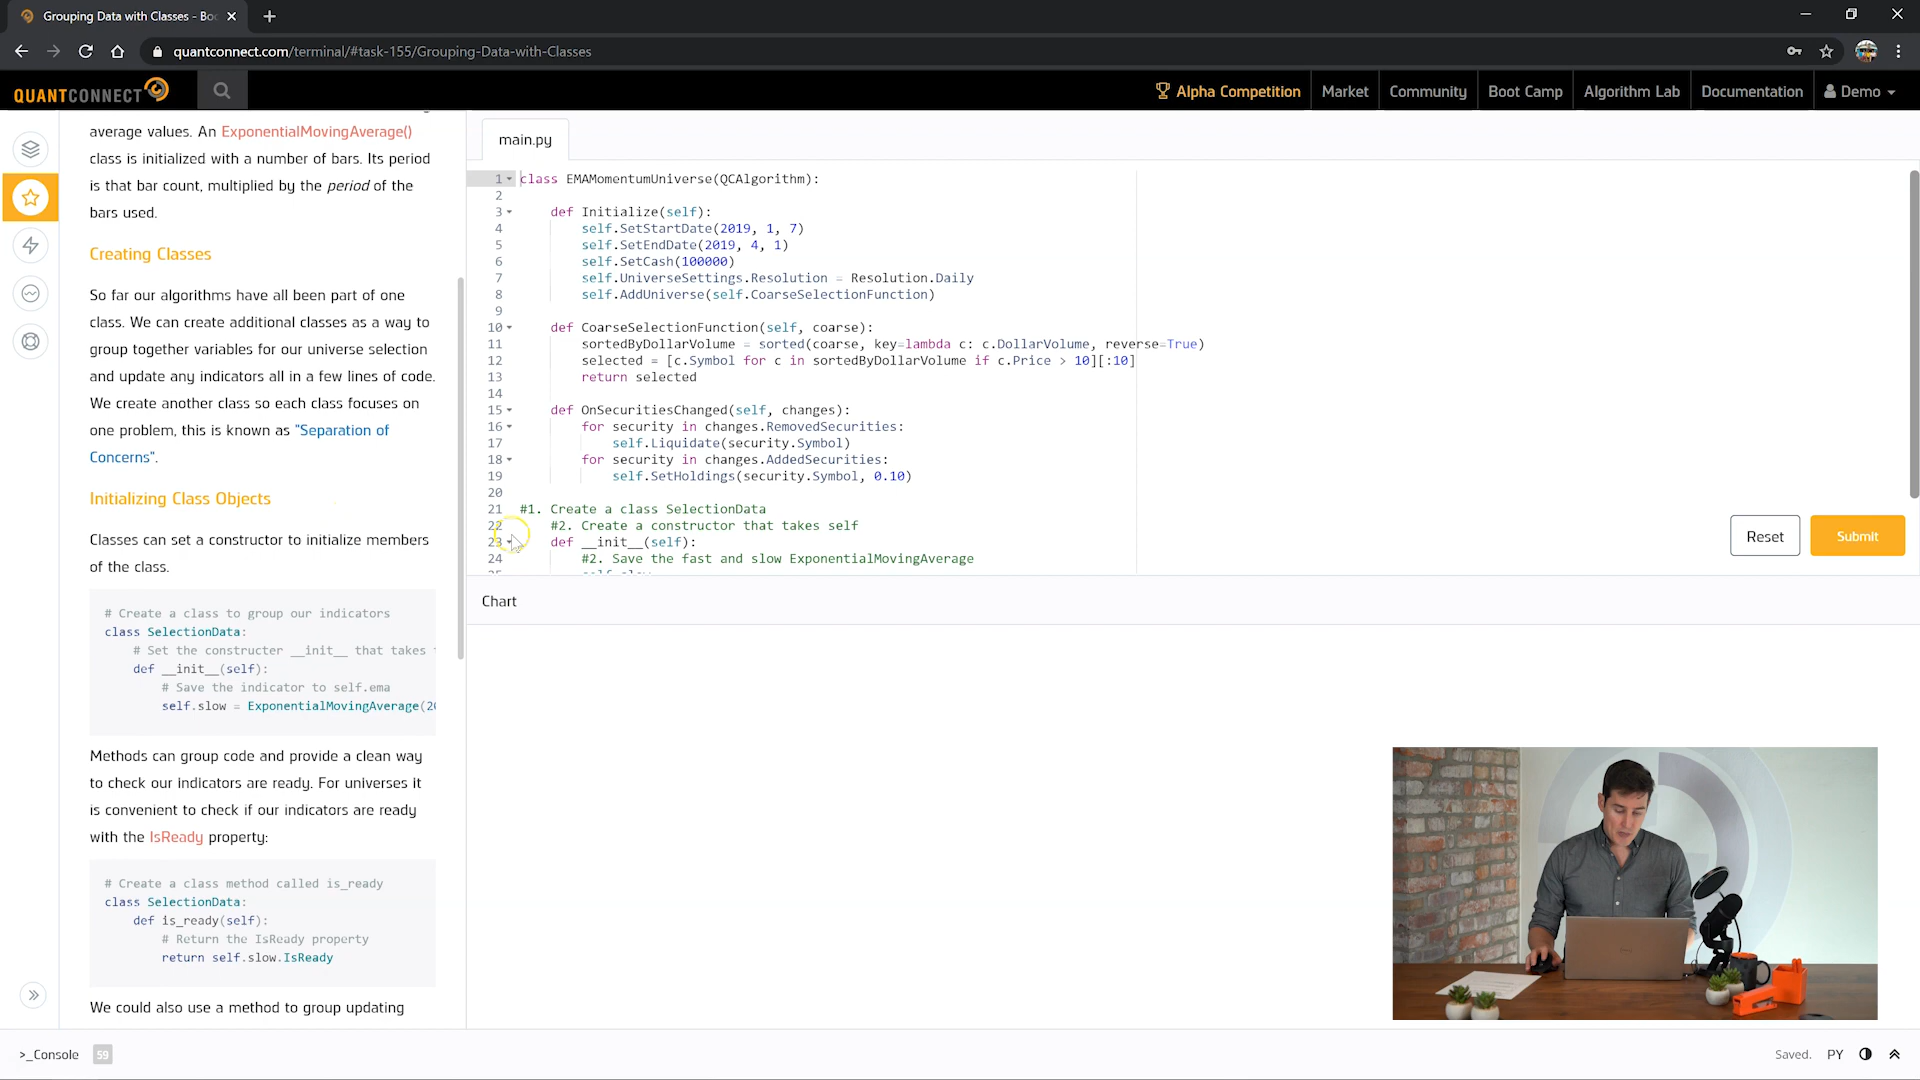 Grouping Data with Classes - Boo
quantconnect.com/terminal/#task-155/Grouping-Data-with-Classes
QUANTCONNECT
Alpha Competition
Market
Community
Boot Camp
Algorithm Lab
Documentation
Demo
average values. An ExponentialMovingAverage()
class is initialized with a number of bars. Its period
is that bar count, multiplied by the period of the
bars used.
Creating Classes
So far our algorithms have all been part of one
class. We can create additional classes as a way to
group together variables for our universe selection
and update any indicators all in a few lines of code.
We create another class so each class focuses on
one problem, this is known as "Separation of
Concerns".
Initializing Class Objects
Classes can set a constructor to initialize members
of the class.
# Create a class to group our indicators
class SelectionData:
# Set the constructer __init__ that takes
def __init__(self):
# Save the indicator to self.ema
self.slow = ExponentialMovingAverage(20
Methods can group code and provide a clean way
to check our indicators are ready. For universes it
is convenient to check if our indicators are ready
with the IsReady property:
# Create a class method called is_ready
class SelectionData:
def is_ready(self):
# Return the IsReady property
return self.slow.IsReady
We could also use a method to group updating
main.py
1 class EMAMomentumUniverse(QCAlgorithm):
2
3 def Initialize(self):
4 self.SetStartDate(2019, 1, 7)
5 self.SetEndDate(2019, 4, 1)
6 self.SetCash(100000)
7 self.UniverseSettings.Resolution = Resolution.Daily
8 self.AddUniverse(self.CoarseSelectionFunction)
9
10 def CoarseSelectionFunction(self, coarse):
11 sortedByDollarVolume = sorted(coarse, key=lambda c: c.DollarVolume, reverse=True)
12 selected = [c.Symbol for c in sortedByDollarVolume if c.Price > 10][:10]
13 return selected
14
15 def OnSecuritiesChanged(self, changes):
16 for security in changes.RemovedSecurities:
17 self.Liquidate(security.Symbol)
18 for security in changes.AddedSecurities:
19 self.SetHoldings(security.Symbol, 0.10)
20
21 #1. Create a class SelectionData
22 #2. Create a constructor that takes self
23 def __init__(self):
24 #2. Save the fast and slow ExponentialMovingAverage
Reset
Submit
Chart
>_Console 59
Saved. PY